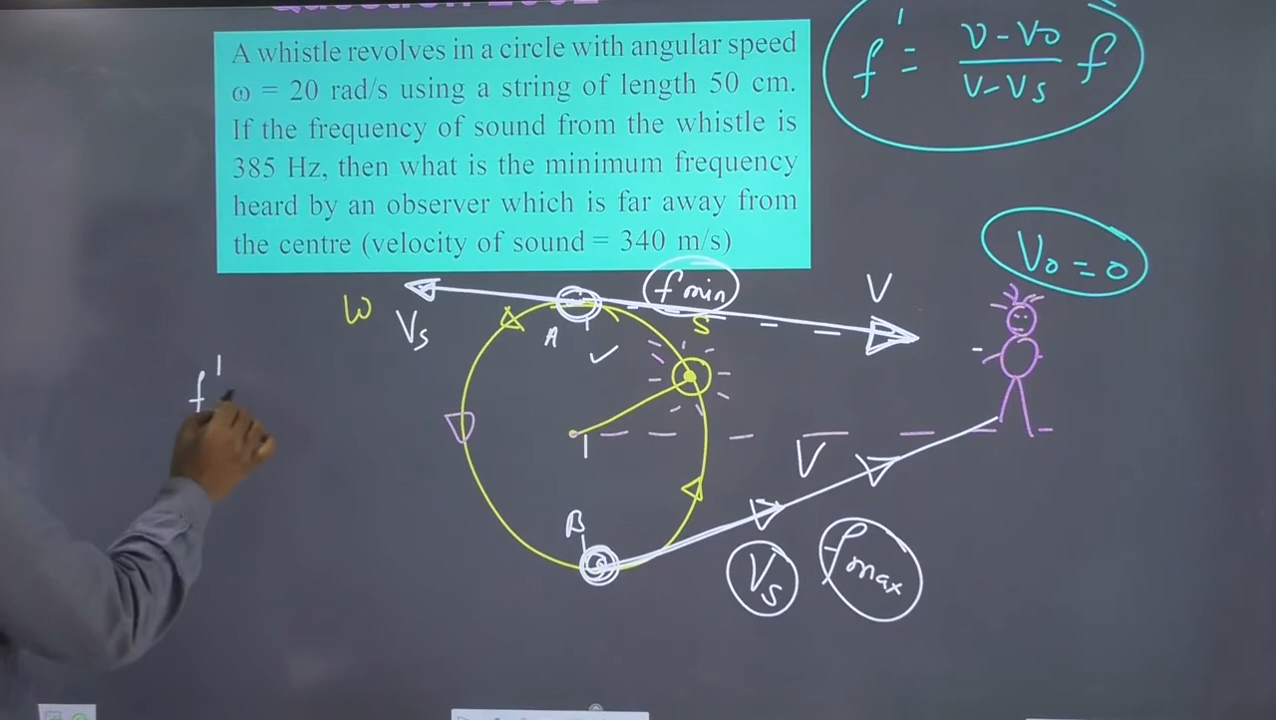 A whistle revolves in a circle with angular speed
ω = 20 rad/s using a string of length 50 cm.
If the frequency of sound from the whistle is
385 Hz, then what is the minimum frequency
heard by an observer which is far away from
the centre (velocity of sound = 340 m/s)
f' = (v - v0)/(v - vs) f
V0 = 0
ω
Vs
fmin
V
A
S
f'
V
B
Vs
fmax